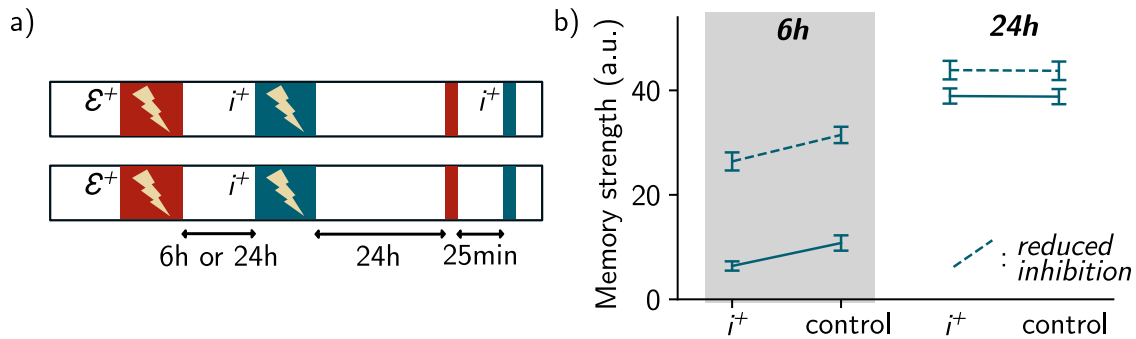 a)
ℰ⁺ i⁺ i⁺
ℰ⁺ i⁺
6h or 24h 24h 25min
b)
6h 24h
Memory strength (a.u.)
40
20
0
i⁺ control i⁺ control
: reduced
inhibition